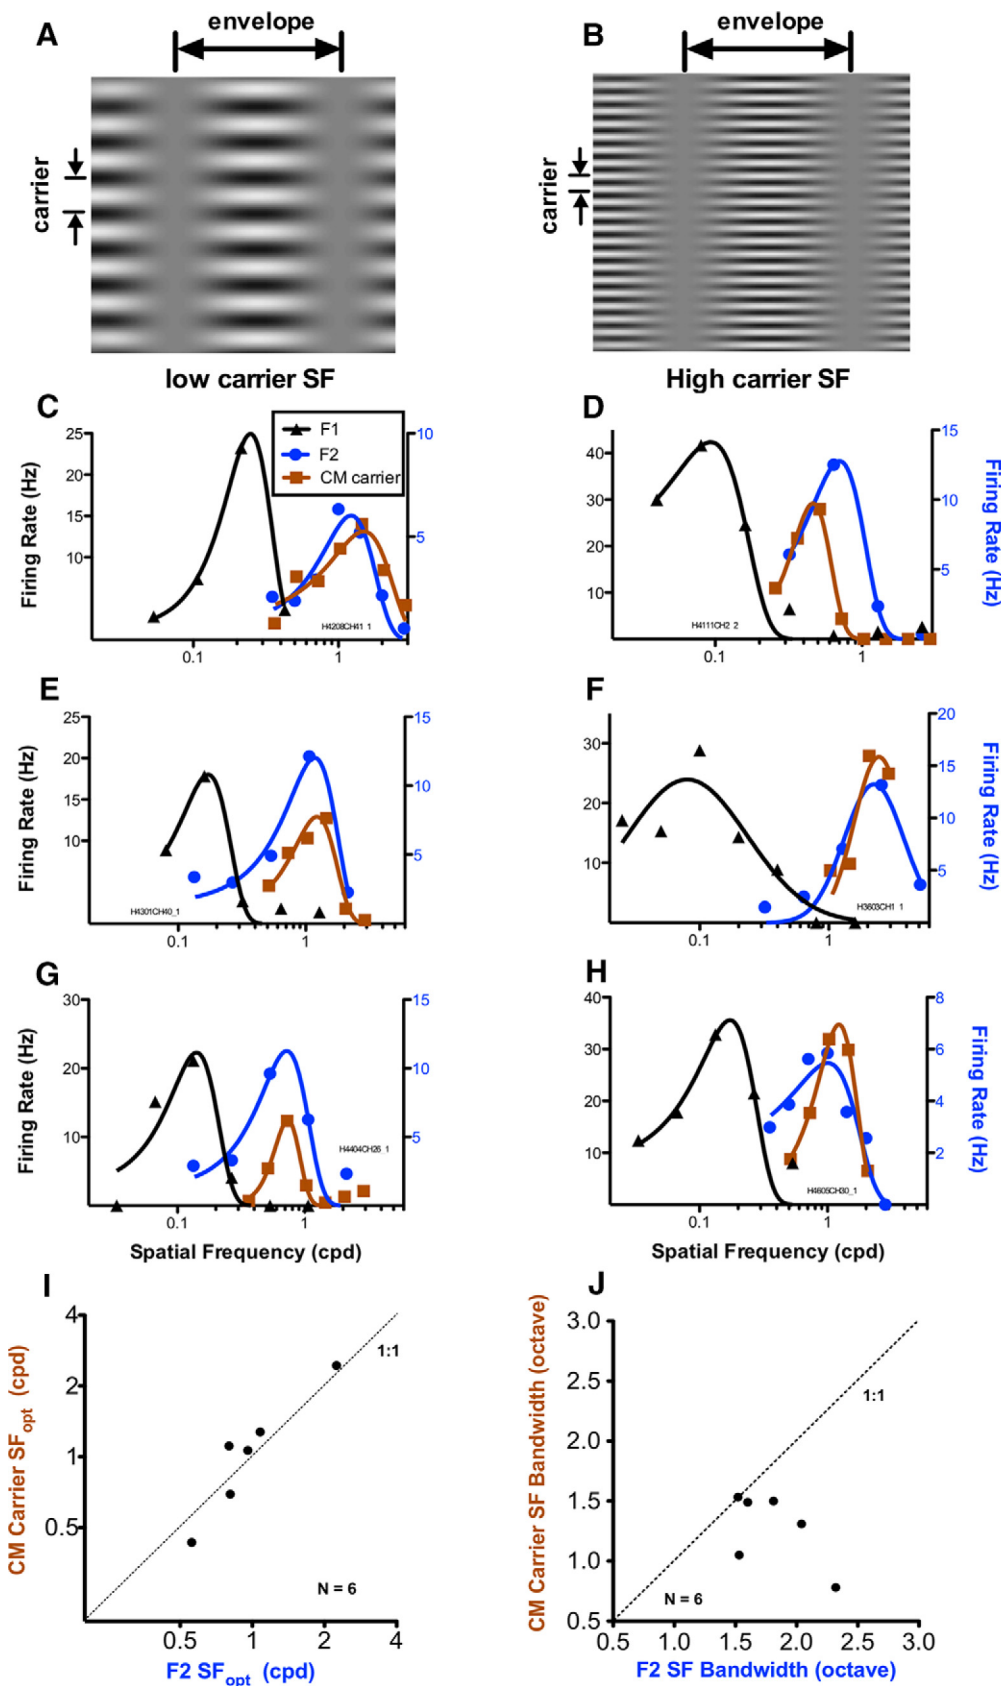 A
envelope
carrier
low carrier SF
B
envelope
carrier
High carrier SF
C
Firing Rate (Hz)
25
20
15
10
10
5
F1
F2
CM carrier
H4208CH41_1
0.1
1
D
40
30
20
10
15
10
5
Firing Rate (Hz)
H4111CH2_2
0.1
1
E
Firing Rate (Hz)
25
20
15
10
15
10
5
H4301CH40_1
0.1
1
F
30
20
10
20
15
10
5
Firing Rate (Hz)
H3603CH1_1
0.1
1
G
Firing Rate (Hz)
30
20
10
15
10
5
H4404CH26_1
0.1
1
Spatial Frequency (cpd)
H
40
30
20
10
8
6
4
2
Firing Rate (Hz)
H4605CH30_1
0.1
1
Spatial Frequency (cpd)
I
CM Carrier SFopt (cpd)
4
2
1
0.5
1:1
N = 6
0.5
1
2
4
F2 SFopt (cpd)
J
CM Carrier SF Bandwidth (octave)
3.0
2.5
2.0
1.5
1.0
0.5
1:1
N = 6
0.5
1.0
1.5
2.0
2.5
3.0
F2 SF Bandwidth (octave)